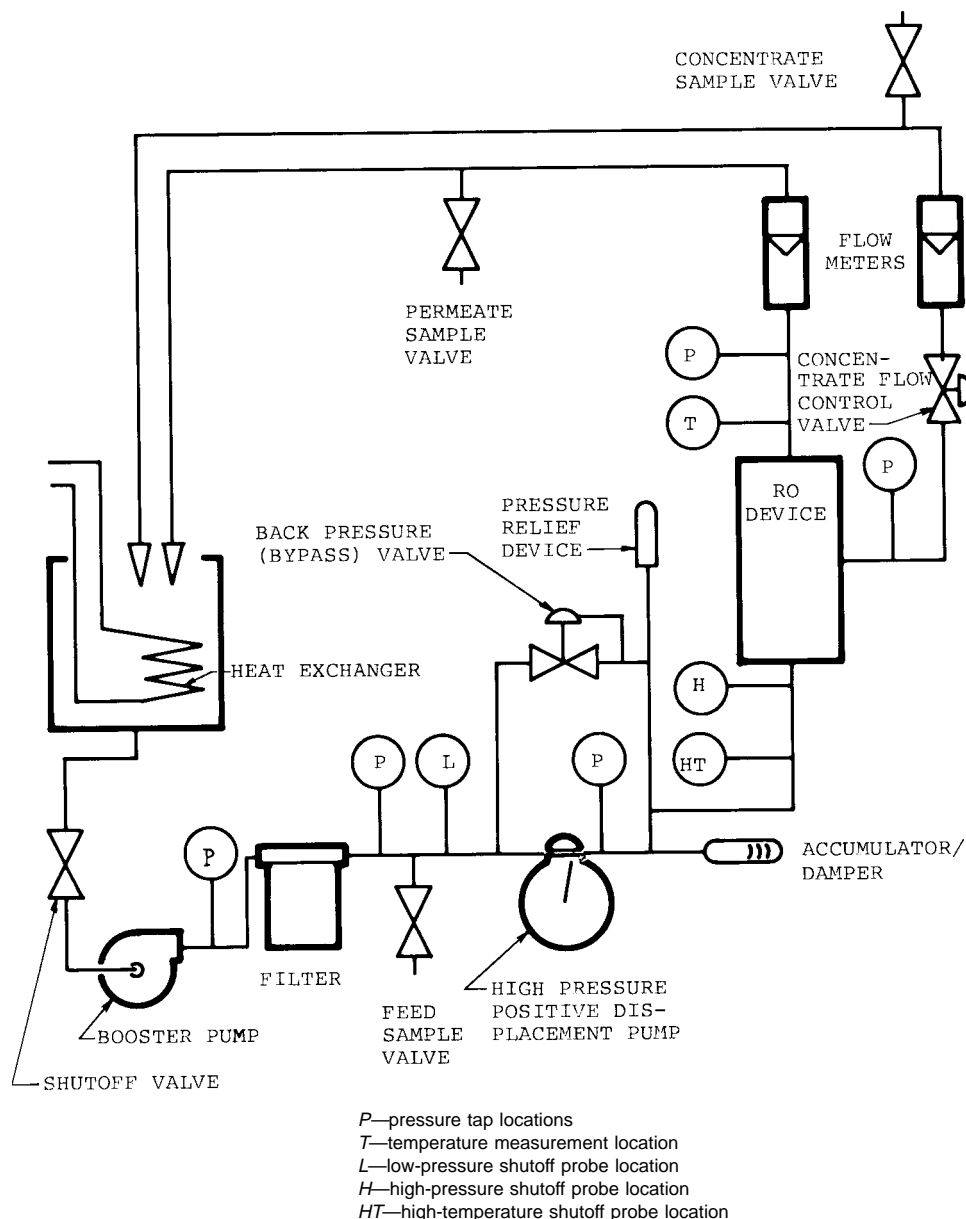 CONCENTRATE
SAMPLE VALVE
FLOW
METERS
PERMEATE
SAMPLE
VALVE
P
CONCEN-
TRATE FLOW
CONTROL
VALVE
T
P
RO
DEVICE
PRESSURE
RELIEF
DEVICE
BACK PRESSURE
(BYPASS) VALVE
HEAT EXCHANGER
H
HT
P
L
P
P
ACCUMULATOR/
DAMPER
FILTER
FEED
SAMPLE
VALVE
HIGH PRESSURE
POSITIVE DIS-
PLACEMENT PUMP
BOOSTER PUMP
SHUTOFF VALVE
P—pressure tap locations
T—temperature measurement location
L—low-pressure shutoff probe location
H—high-pressure shutoff probe location
HT—high-temperature shutoff probe location